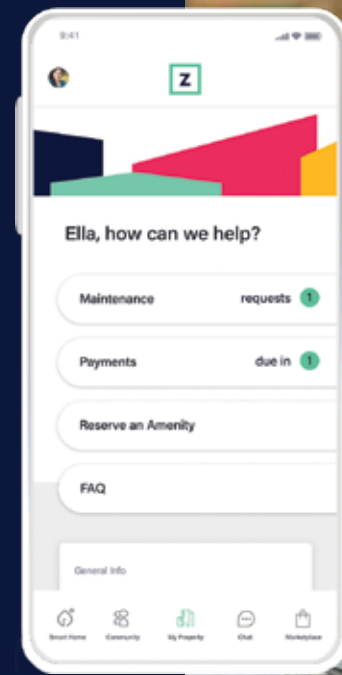 9:41
Z
Ella, how can we help?
Maintenance requests 1
Payments due in 1
Reserve an Amenity
FAQ
General Info
Smart Home Community My Property Chat Marketplace